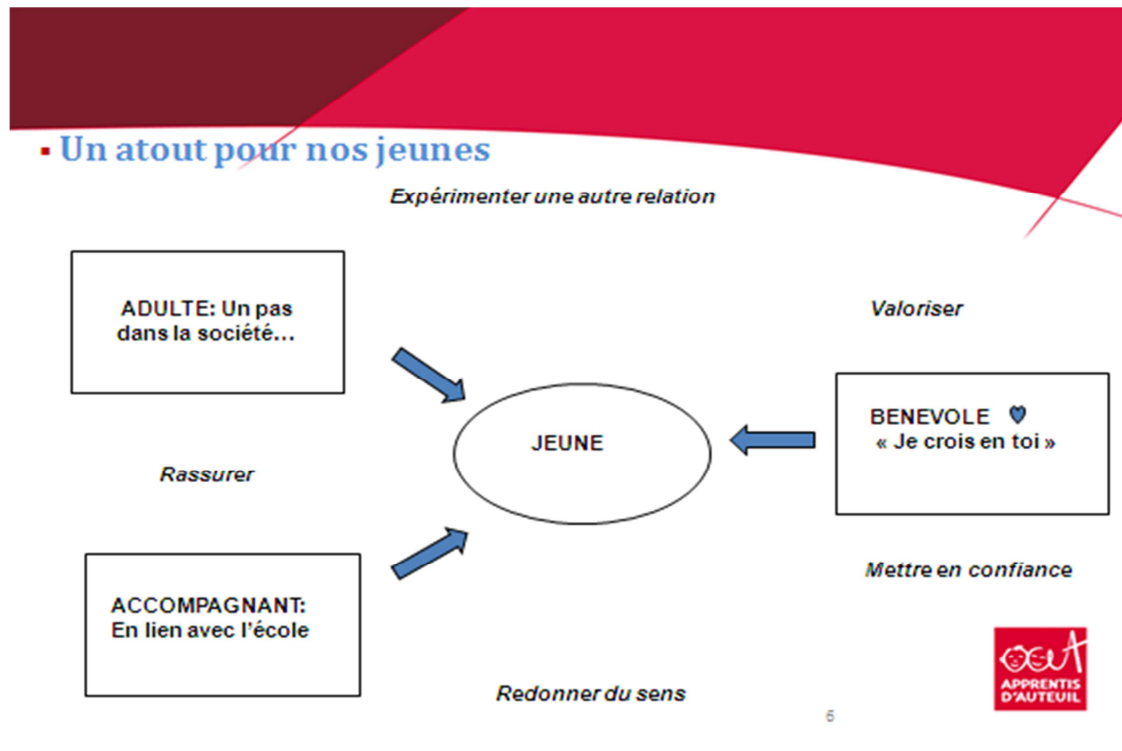 ▪ Un atout pour nos jeunes
Expérimenter une autre relation
ADULTE: Un pas
dans la société...
Valoriser
BENEVOLE
« Je crois en toi »
JEUNE
Rassurer
Mettre en confiance
ACCOMPAGNANT:
En lien avec l'école
Redonner du sens
APPRENTIS
D'AUTEUIL
6